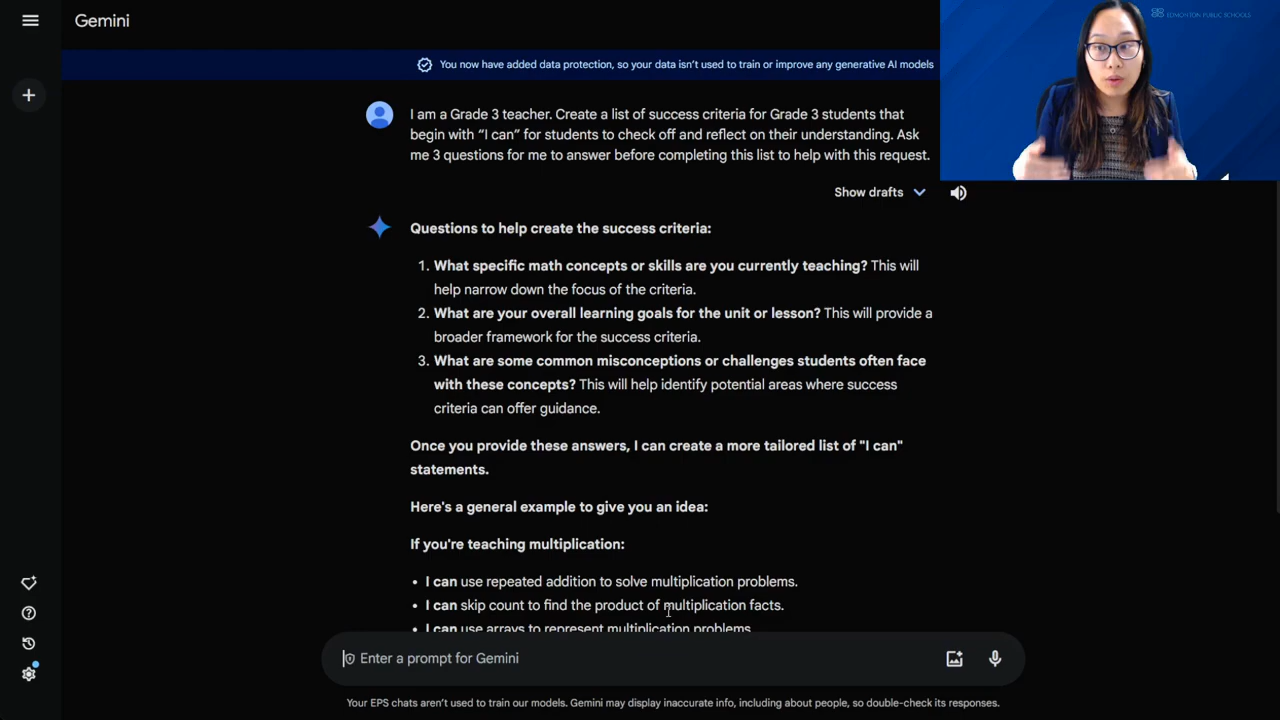 Gemini
EDMONTON PUBLIC SCHOOLS
You now have added data protection, so your data isn't used to train or improve any generative AI models
I am a Grade 3 teacher. Create a list of success criteria for Grade 3 students that
begin with “I can” for students to check off and reflect on their understanding. Ask
me 3 questions for me to answer before completing this list to help with this request.
Show drafts
Questions to help create the success criteria:
1. What specific math concepts or skills are you currently teaching? This will
help narrow down the focus of the criteria.
2. What are your overall learning goals for the unit or lesson? This will provide a
broader framework for the success criteria.
3. What are some common misconceptions or challenges students often face
with these concepts? This will help identify potential areas where success
criteria can offer guidance.
Once you provide these answers, I can create a more tailored list of "I can"
statements.
Here's a general example to give you an idea:
If you're teaching multiplication:
• I can use repeated addition to solve multiplication problems.
• I can skip count to find the product of multiplication facts.
• I can use arrays to represent multiplication problems.
Enter a prompt for Gemini
Your EPS chats aren't used to train our models. Gemini may display inaccurate info, including about people, so double-check its responses.